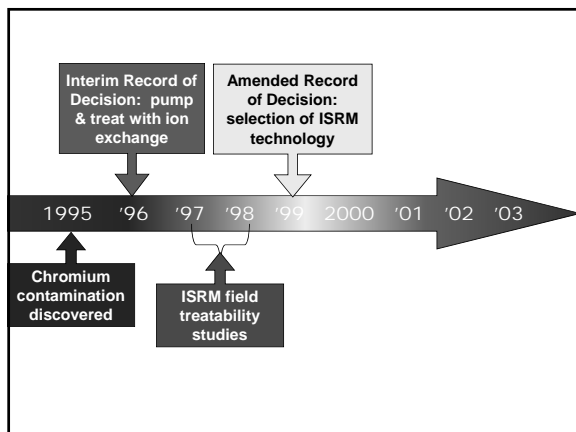 Interim Record of
Decision:  pump
& treat with ion
exchange
Amended Record
of Decision:
selection of ISRM
technology
1995 '96 '97 '98 '99 2000 '01 '02 '03
Chromium
contamination
discovered
ISRM field
treatability
studies